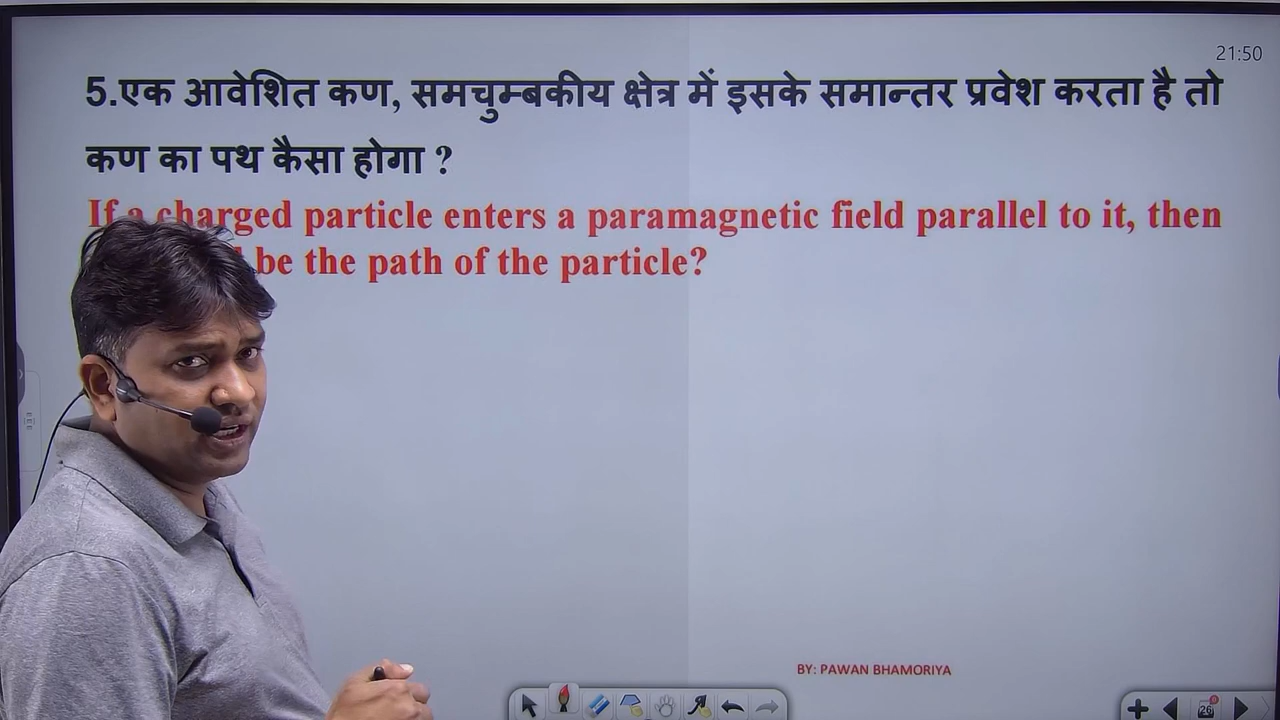 21:50
5.एक आवेशित कण, समचुम्बकीय क्षेत्र में इसके समान्तर प्रवेश करता है तो
कण का पथ कैसा होगा ?
If a charged particle enters a paramagnetic field parallel to it, then
be the path of the particle?
BY: PAWAN BHAMORIYA
26